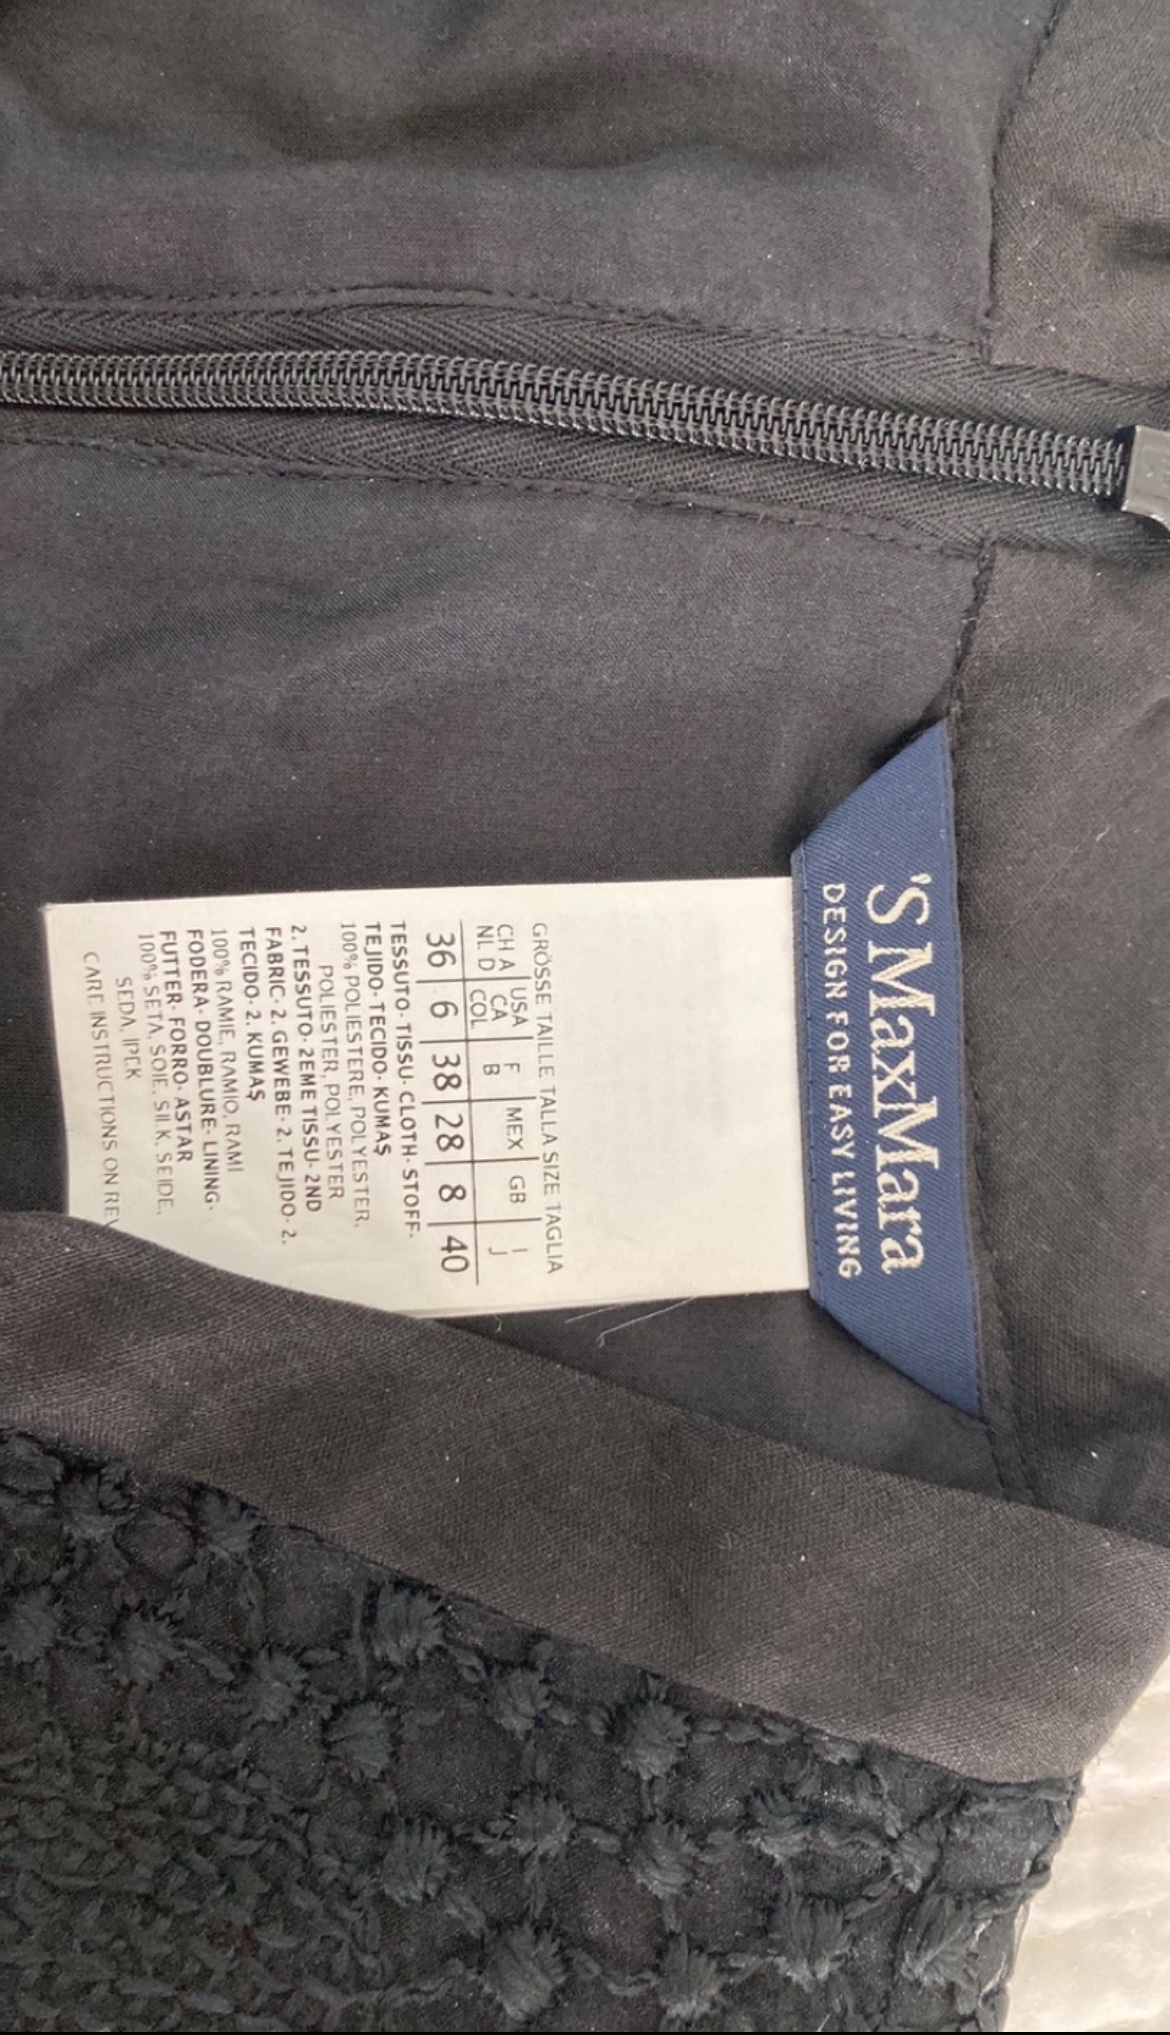 'S MaxMara
DESIGN FOR EASY LIVING
GRÖSSE TAILLE TALLA SIZE TAGLIA
CH A | USA | F | MEX | GB | I
NL D | CA | B | J
COL
36 | 6 | 38 | 28 | 8 | 40
TESSUTO· TISSU· CLOTH· STOFF·
TEJIDO· TECIDO· KUMAŞ
100% POLIESTERE, POLYESTER,
POLIESTER, POLYESTER
2. TESSUTO· 2EME TISSU· 2ND
FABRIC· 2. GEWEBE· 2. TEJIDO· 2.
TECIDO· 2. KUMAŞ
100% RAMIE, RAMIO, RAMI
FODERA· DOUBLURE· LINING·
FUTTER· FORRO· ASTAR
100% SETA, SOIE, SILK, SEIDE,
SEDA, IPEK
CARE INSTRUCTIONS ON REV